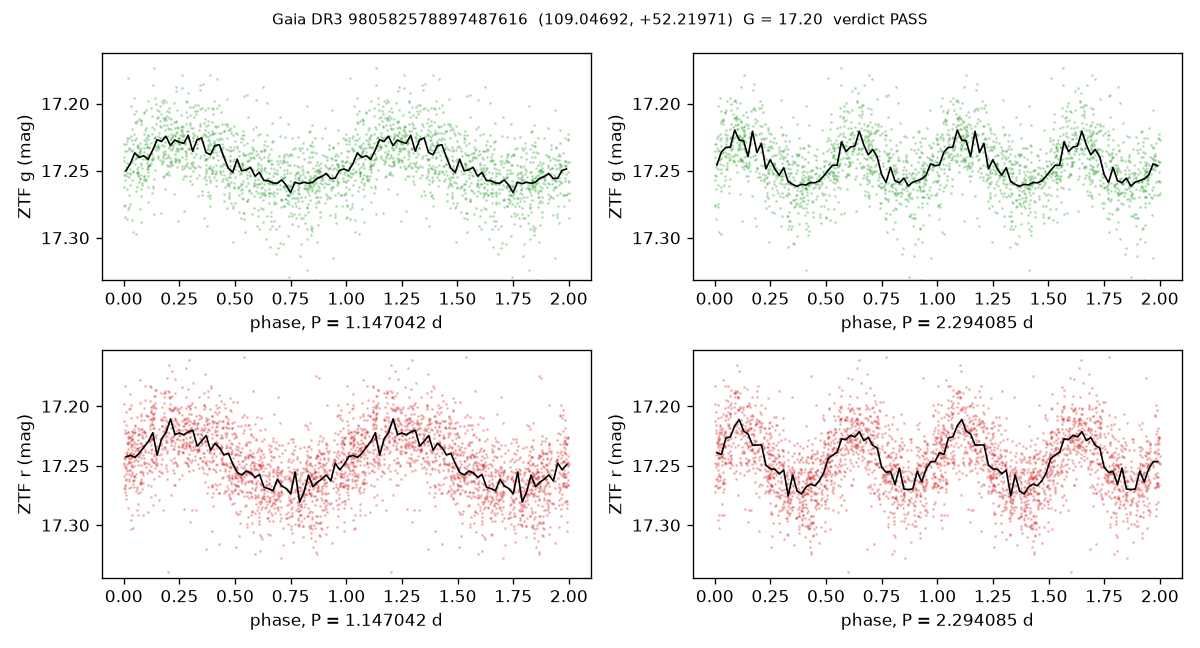 Gaia DR3 980582578897487616 (109.04692, +52.21971) G = 17.20 verdict PASS
ZTF g (mag)
17.20
17.25
17.30
0.00 0.25 0.50 0.75 1.00 1.25 1.50 1.75 2.00
phase, P = 1.147042 d
ZTF g (mag)
17.20
17.25
17.30
0.00 0.25 0.50 0.75 1.00 1.25 1.50 1.75 2.00
phase, P = 2.294085 d
ZTF r (mag)
17.20
17.25
17.30
0.00 0.25 0.50 0.75 1.00 1.25 1.50 1.75 2.00
phase, P = 1.147042 d
ZTF r (mag)
17.20
17.25
17.30
0.00 0.25 0.50 0.75 1.00 1.25 1.50 1.75 2.00
phase, P = 2.294085 d